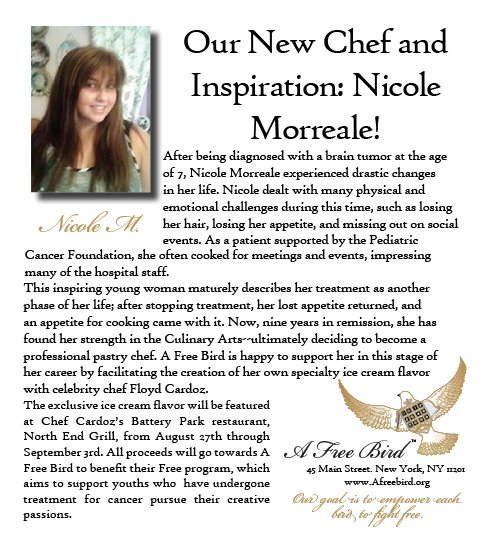 Our New Chef and
Inspiration: Nicole
Morreale!
After being diagnosed with a brain tumor at the age
of 7, Nicole Morreale experienced drastic changes
in her life. Nicole dealt with many physical and
emotional challenges during this time, such as losing
her hair, losing her appetite, and missing out on social
events. As a patient supported by the Pediatric
Nicole M.
Cancer Foundation, she often cooked for meetings and events, impressing
many of the hospital staff.
This inspiring young woman maturely describes her treatment as another
phase of her life; after stopping treatment, her lost appetite returned, and
an appetite for cooking came with it. Now, nine years in remission, she has
found her strength in the Culinary Arts--ultimately deciding to become a
professional pastry chef. A Free Bird is happy to support her in this stage of
her career by facilitating the creation of her own specialty ice cream flavor
with celebrity chef Floyd Cardoz.
The exclusive ice cream flavor will be featured
at Chef Cardoz's Battery Park restaurant,
North End Grill, from August 27th through
September 3rd. All proceeds will go towards A
Free Bird to benefit their Free program, which
aims to support youths who have undergone
treatment for cancer pursue their creative
passions.
A Free Bird™
45 Main Street. New York, NY 11201
www.Afreebird.org
Our goal is to empower each
bird to fight free.